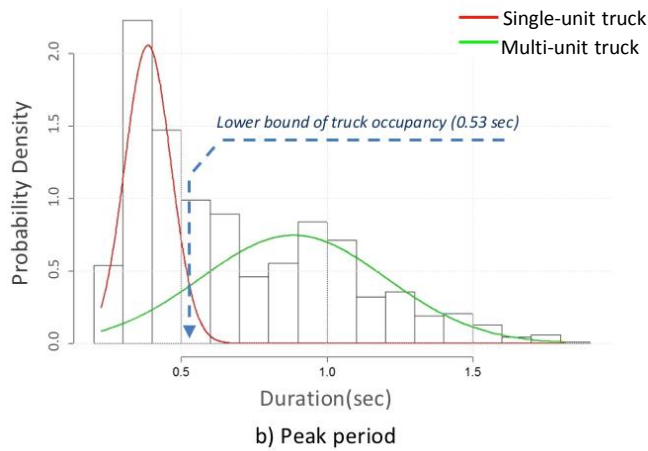 Single-unit truck
Multi-unit truck
Lower bound of truck occupancy (0.53 sec)
Probability Density
2.0
1.5
1.0
0.5
0.0
0.5
1.0
1.5
Duration(sec)
b) Peak period